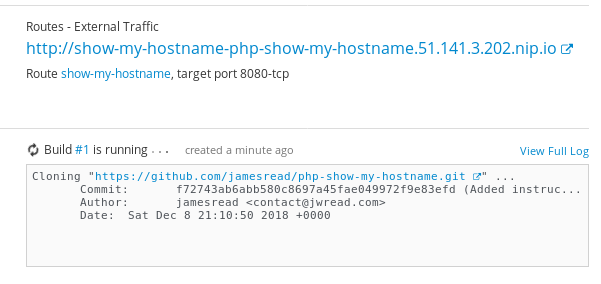 Routes - External Traffic
http://show-my-hostname-php-show-my-hostname.51.141.3.202.nip.io
Route show-my-hostname, target port 8080-tcp
Build #1 is running ... created a minute ago View Full Log
Cloning "https://github.com/jamesread/php-show-my-hostname.git" ...
Commit: f72743ab6abb580c8697a45fae049972f9e83efd (Added instruc...
Author: jamesread <contact@jwread.com>
Date: Sat Dec 8 21:10:50 2018 +0000